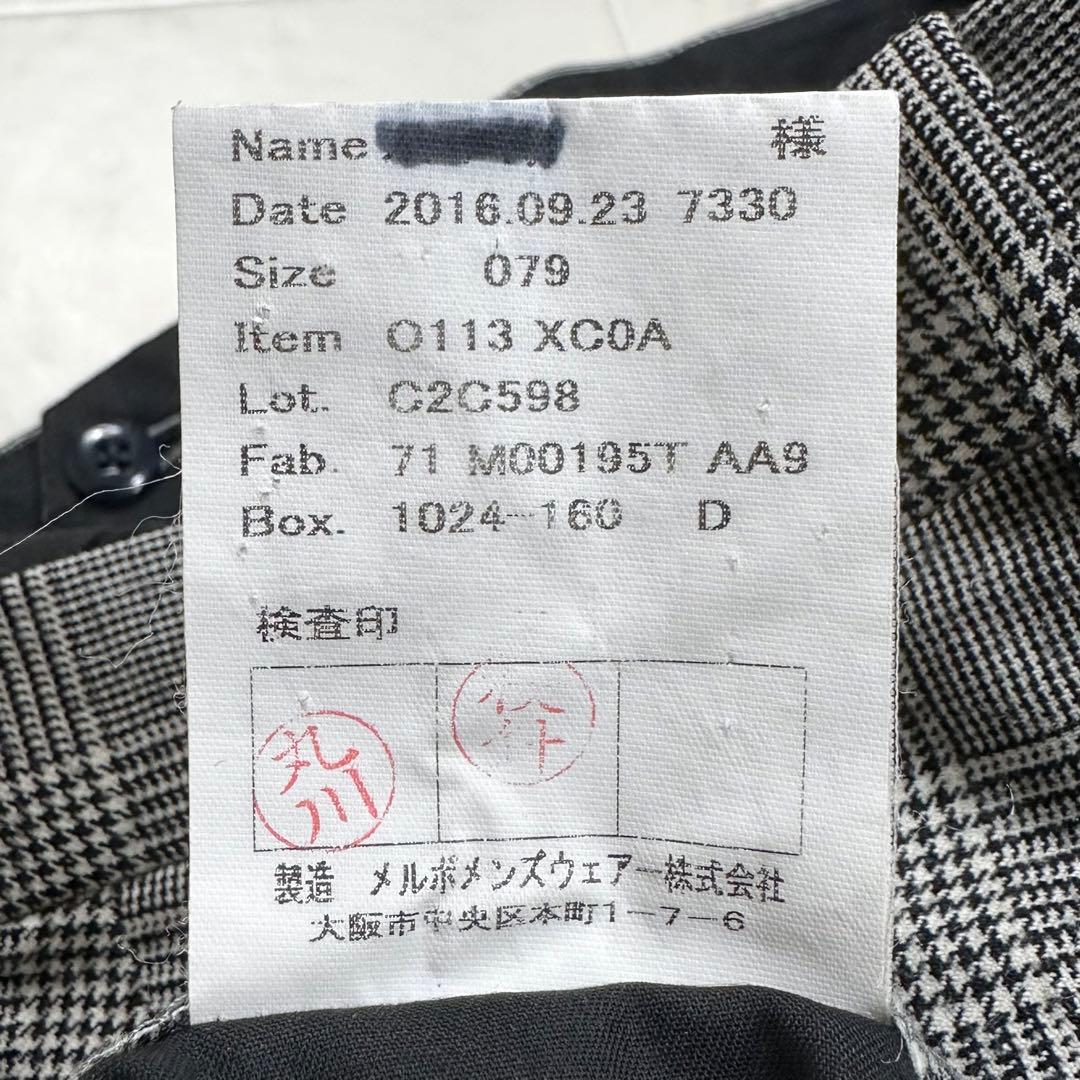 Name 様
Date 2016.09.23 7330
Size 079
Item O113 XC0A
Lot. C2C598
Fab. 71 M00195T AA9
Box. 1024-160 D
検査印
製造 メルボメンズウェアー株式会社
大阪市中央区本町1-7-6